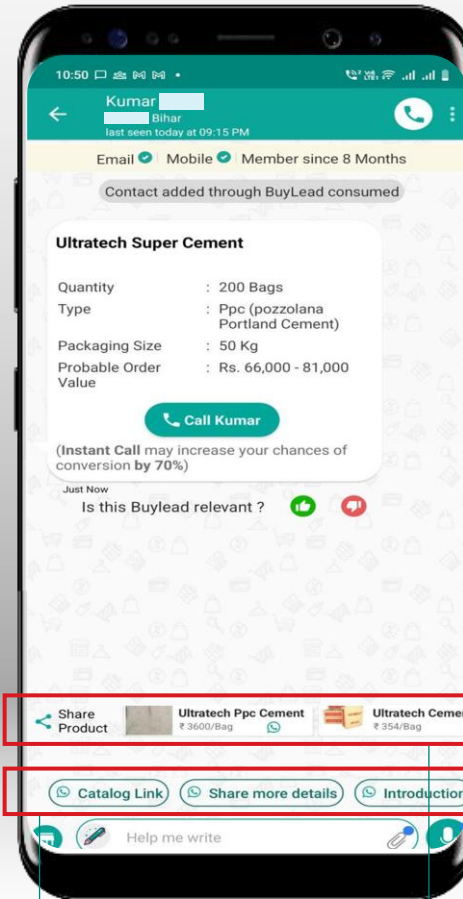 10:50
Kumar
Bihar
last seen today at 09:15 PM
Email Mobile Member since 8 Months
Contact added through BuyLead consumed
Ultratech Super Cement
Quantity : 200 Bags
Type : Ppc (pozzolana
Portland Cement)
Packaging Size : 50 Kg
Probable Order : Rs. 66,000 - 81,000
Value
Call Kumar
(Instant Call may increase your chances of
conversion by 70%)
Just Now
Is this Buylead relevant ?
Share
Product
Ultratech Ppc Cement
₹ 3600/Bag
Ultratech Cemen
₹ 354/Bag
Catalog Link Share more details Introduction
Help me write